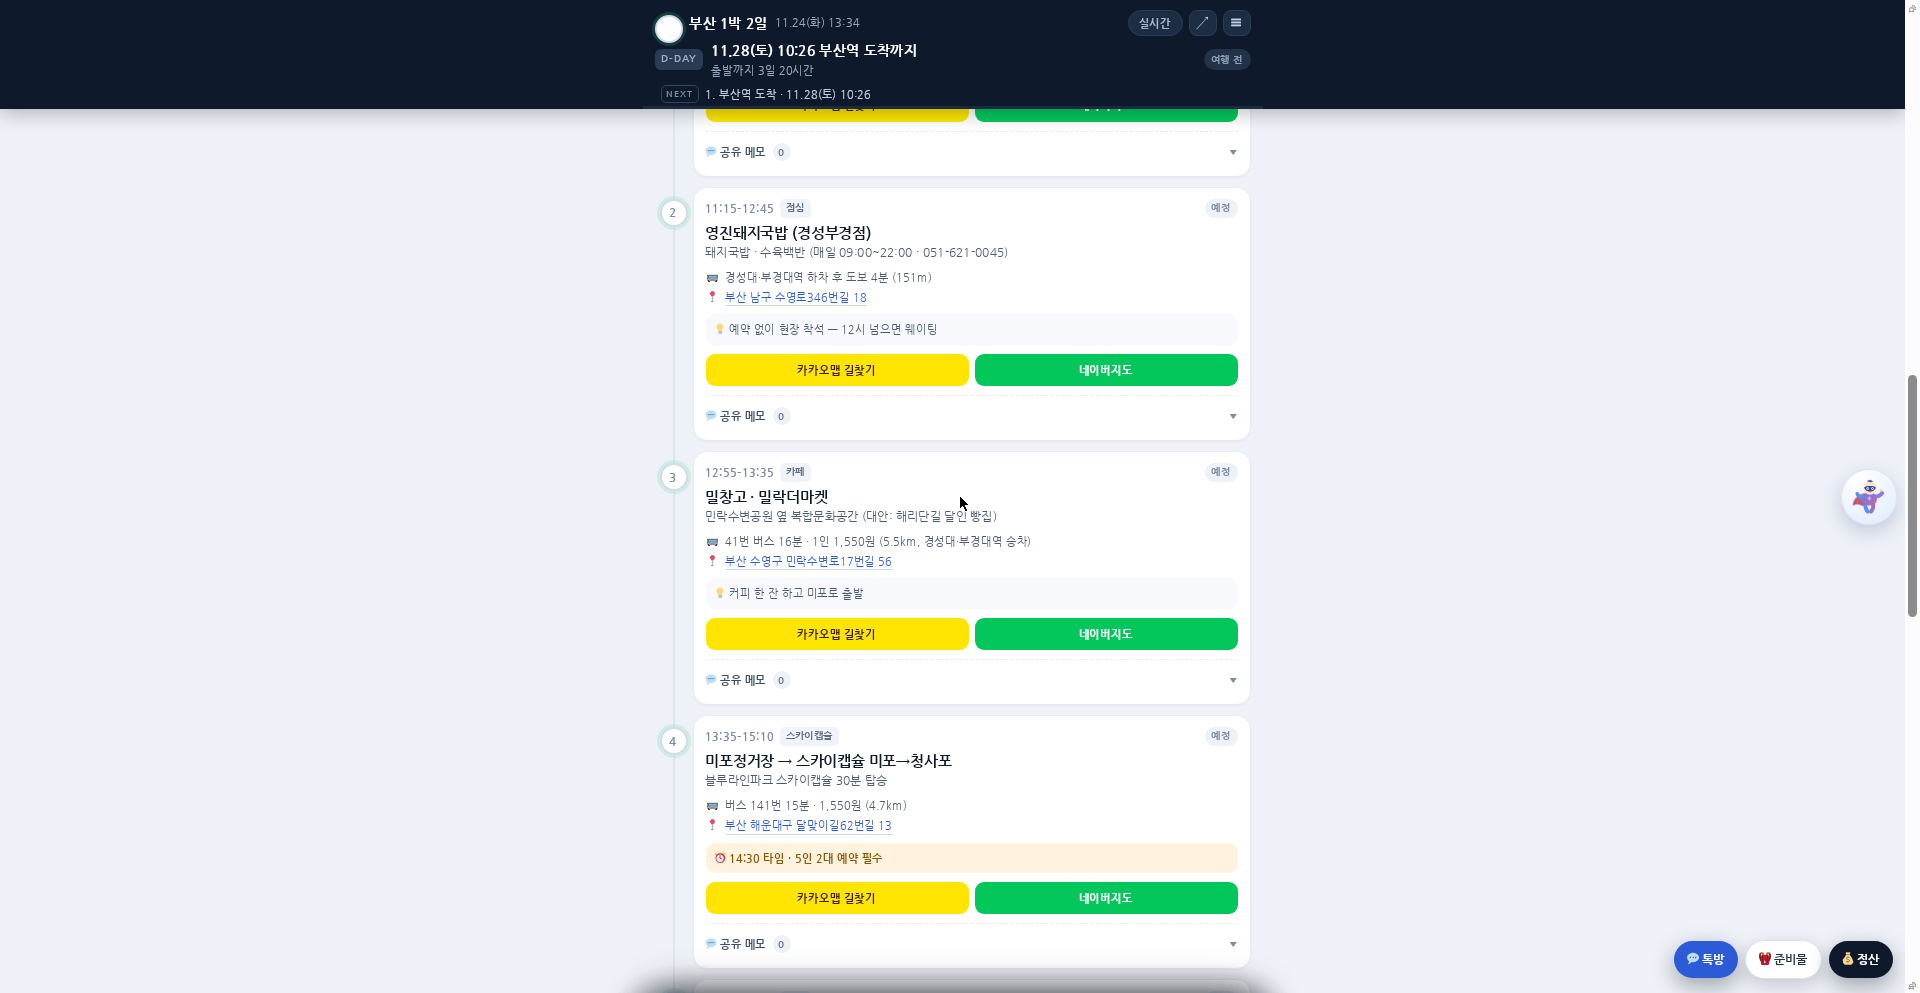 부산 1박 2일 11.24(화) 13:34
실시간
D-DAY 11.28(토) 10:26 부산역 도착까지
출발까지 3일 20시간
여행 전
NEXT 1. 부산역 도착 · 11.28(토) 10:26
공유 메모 0
2
11:15-12:45 점심 예정
영진돼지국밥 (경성부경점)
돼지국밥 · 수육백반 (매일 09:00~22:00 · 051-621-0045)
경성대·부경대역 하차 후 도보 4분 (151m)
부산 남구 수영로346번길 18
예약 없이 현장 착석 — 12시 넘으면 웨이팅
카카오맵 길찾기 네이버지도
공유 메모 0
3
12:55-13:35 카페 예정
밀창고 · 밀락더마켓
민락수변공원 옆 복합문화공간 (대안: 해리단길 달인 빵집)
41번 버스 16분 · 1인 1,550원 (5.5km, 경성대·부경대역 승차)
부산 수영구 민락수변로17번길 56
커피 한 잔 하고 미포로 출발
카카오맵 길찾기 네이버지도
공유 메모 0
4
13:35-15:10 스카이캡슐 예정
미포정거장 → 스카이캡슐 미포→청사포
블루라인파크 스카이캡슐 30분 탑승
버스 141번 15분 · 1,550원 (4.7km)
부산 해운대구 달맞이길62번길 13
14:30 타임 · 5인 2대 예약 필수
카카오맵 길찾기 네이버지도
공유 메모 0
톡방 준비물 정산